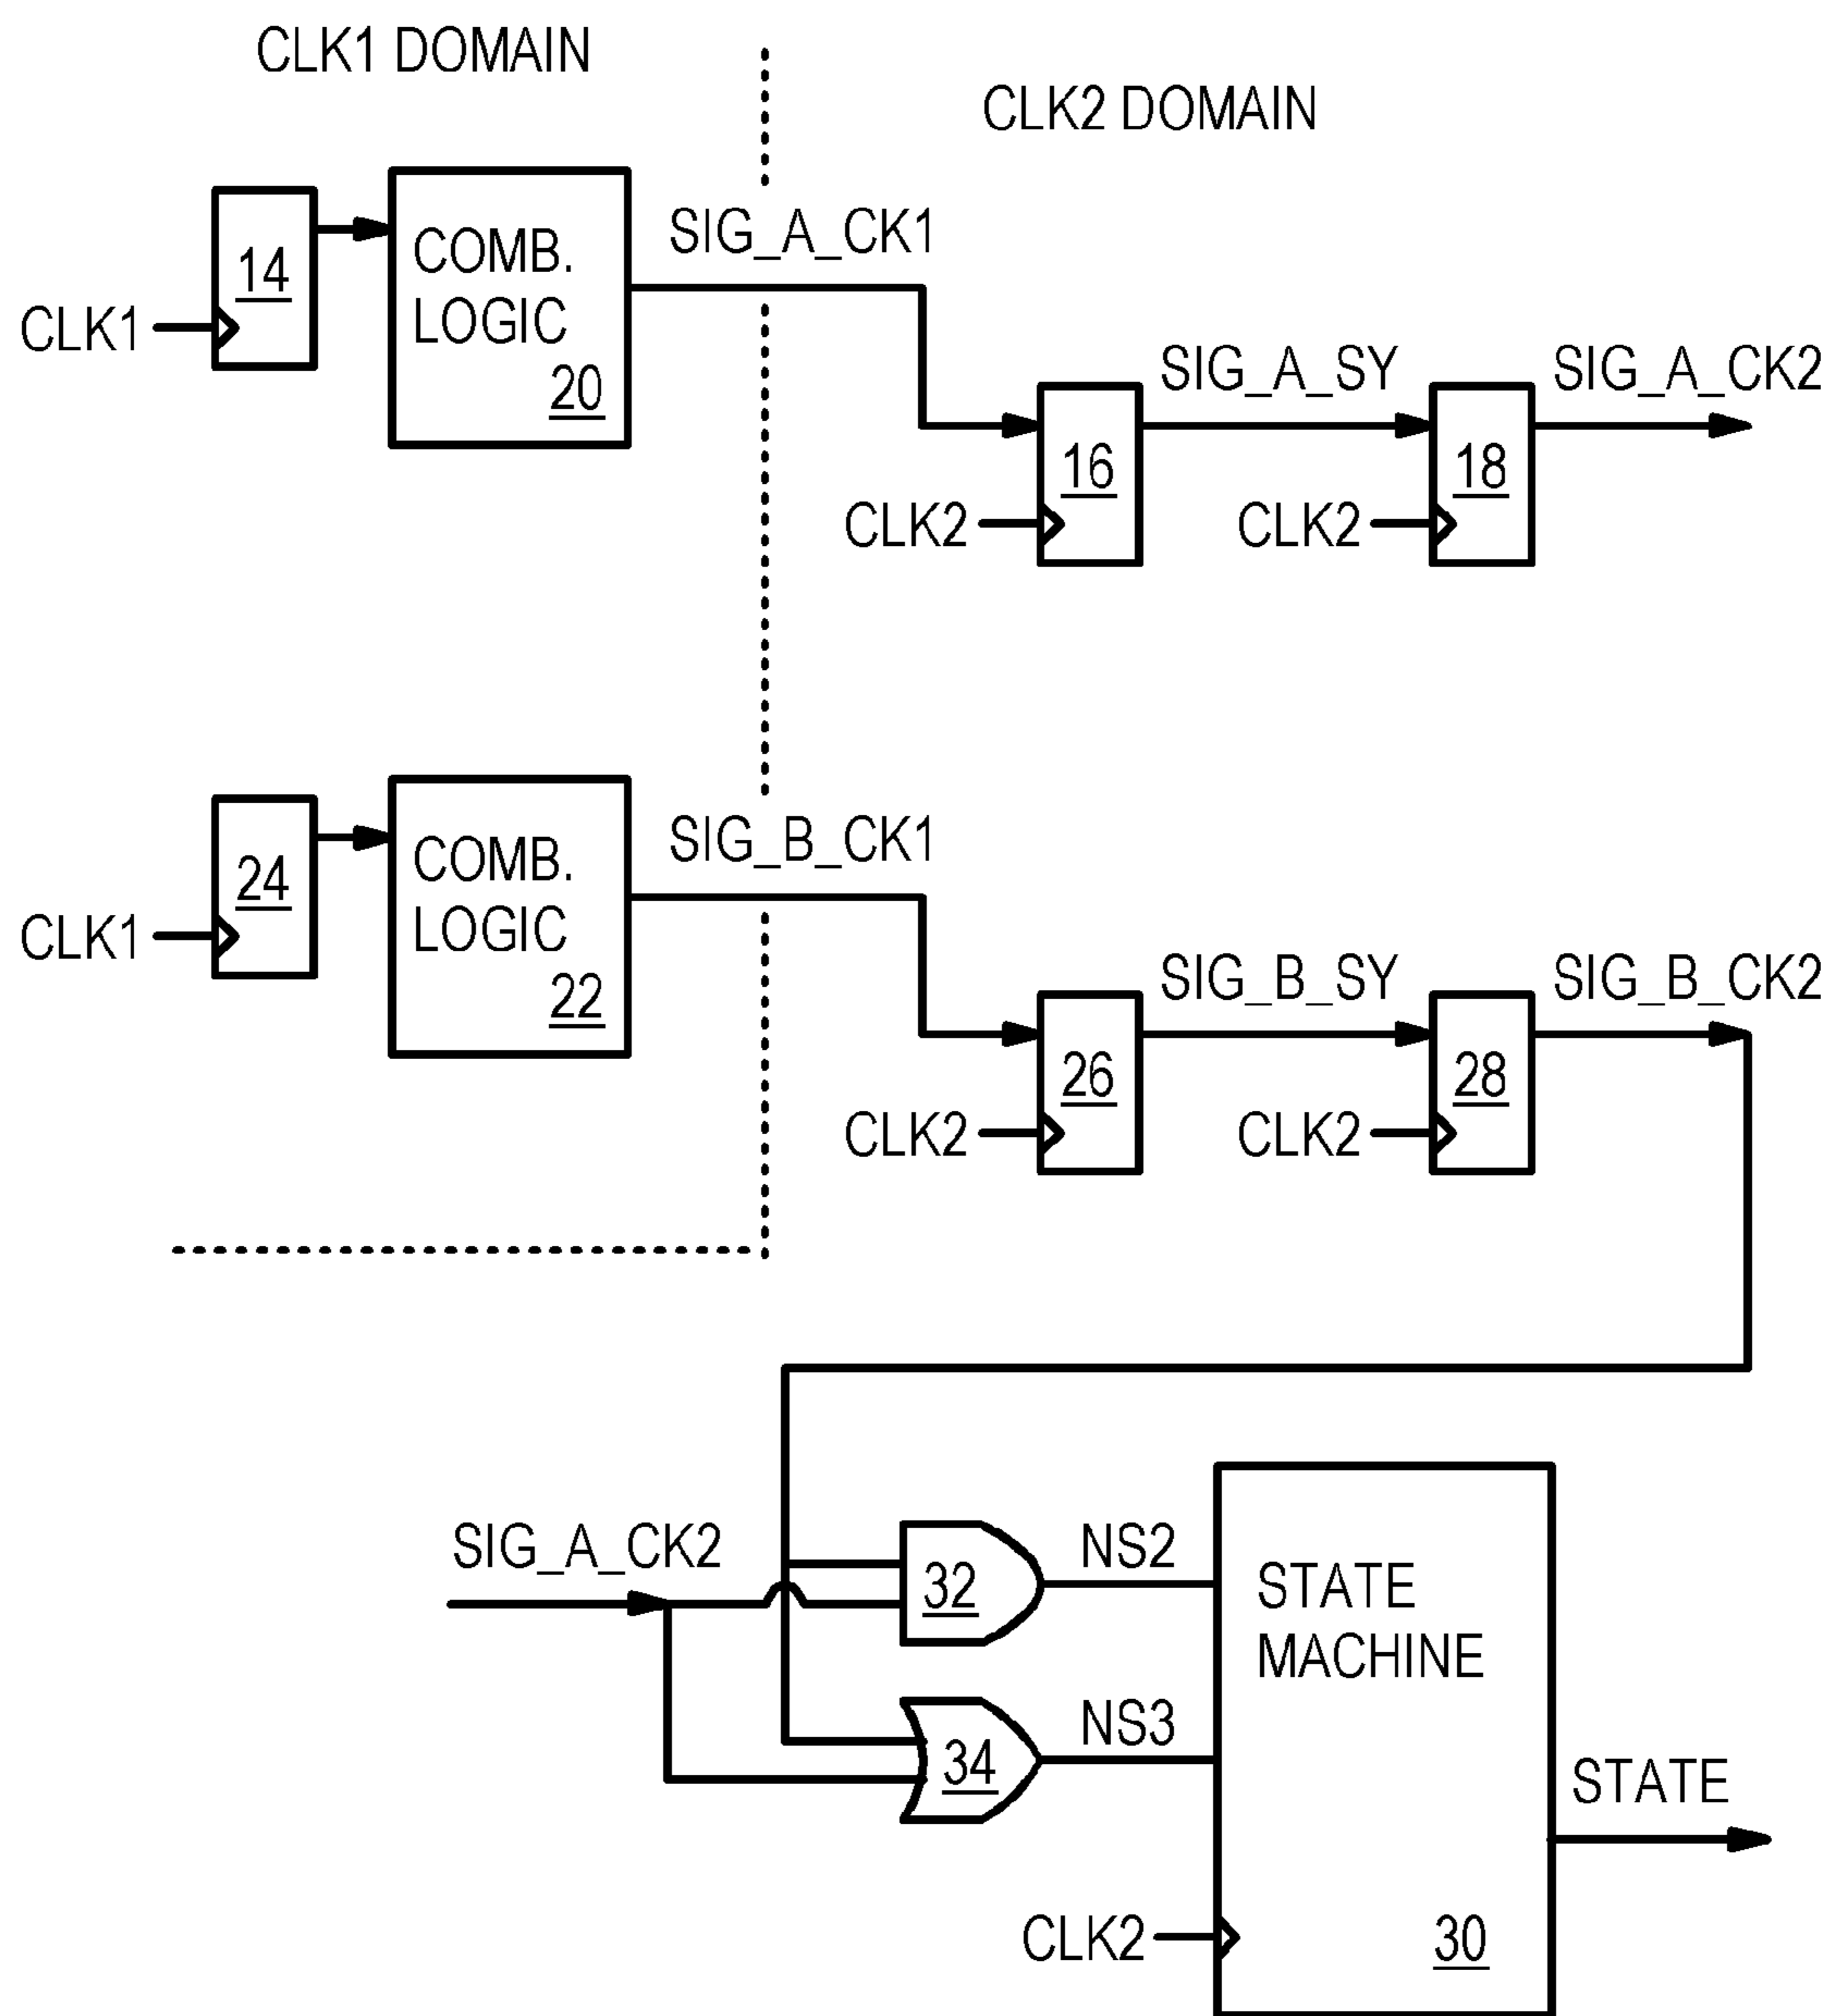 CLK1 DOMAIN
CLK2 DOMAIN
14
CLK1
COMB.
LOGIC
20
SIG_A_CK1
SIG_A_SY
SIG_A_CK2
16
CLK2
18
CLK2
24
CLK1
COMB.
LOGIC
22
SIG_B_CK1
SIG_B_SY
SIG_B_CK2
26
CLK2
28
CLK2
SIG_A_CK2
32
NS2
34
NS3
STATE
MACHINE
30
CLK2
STATE